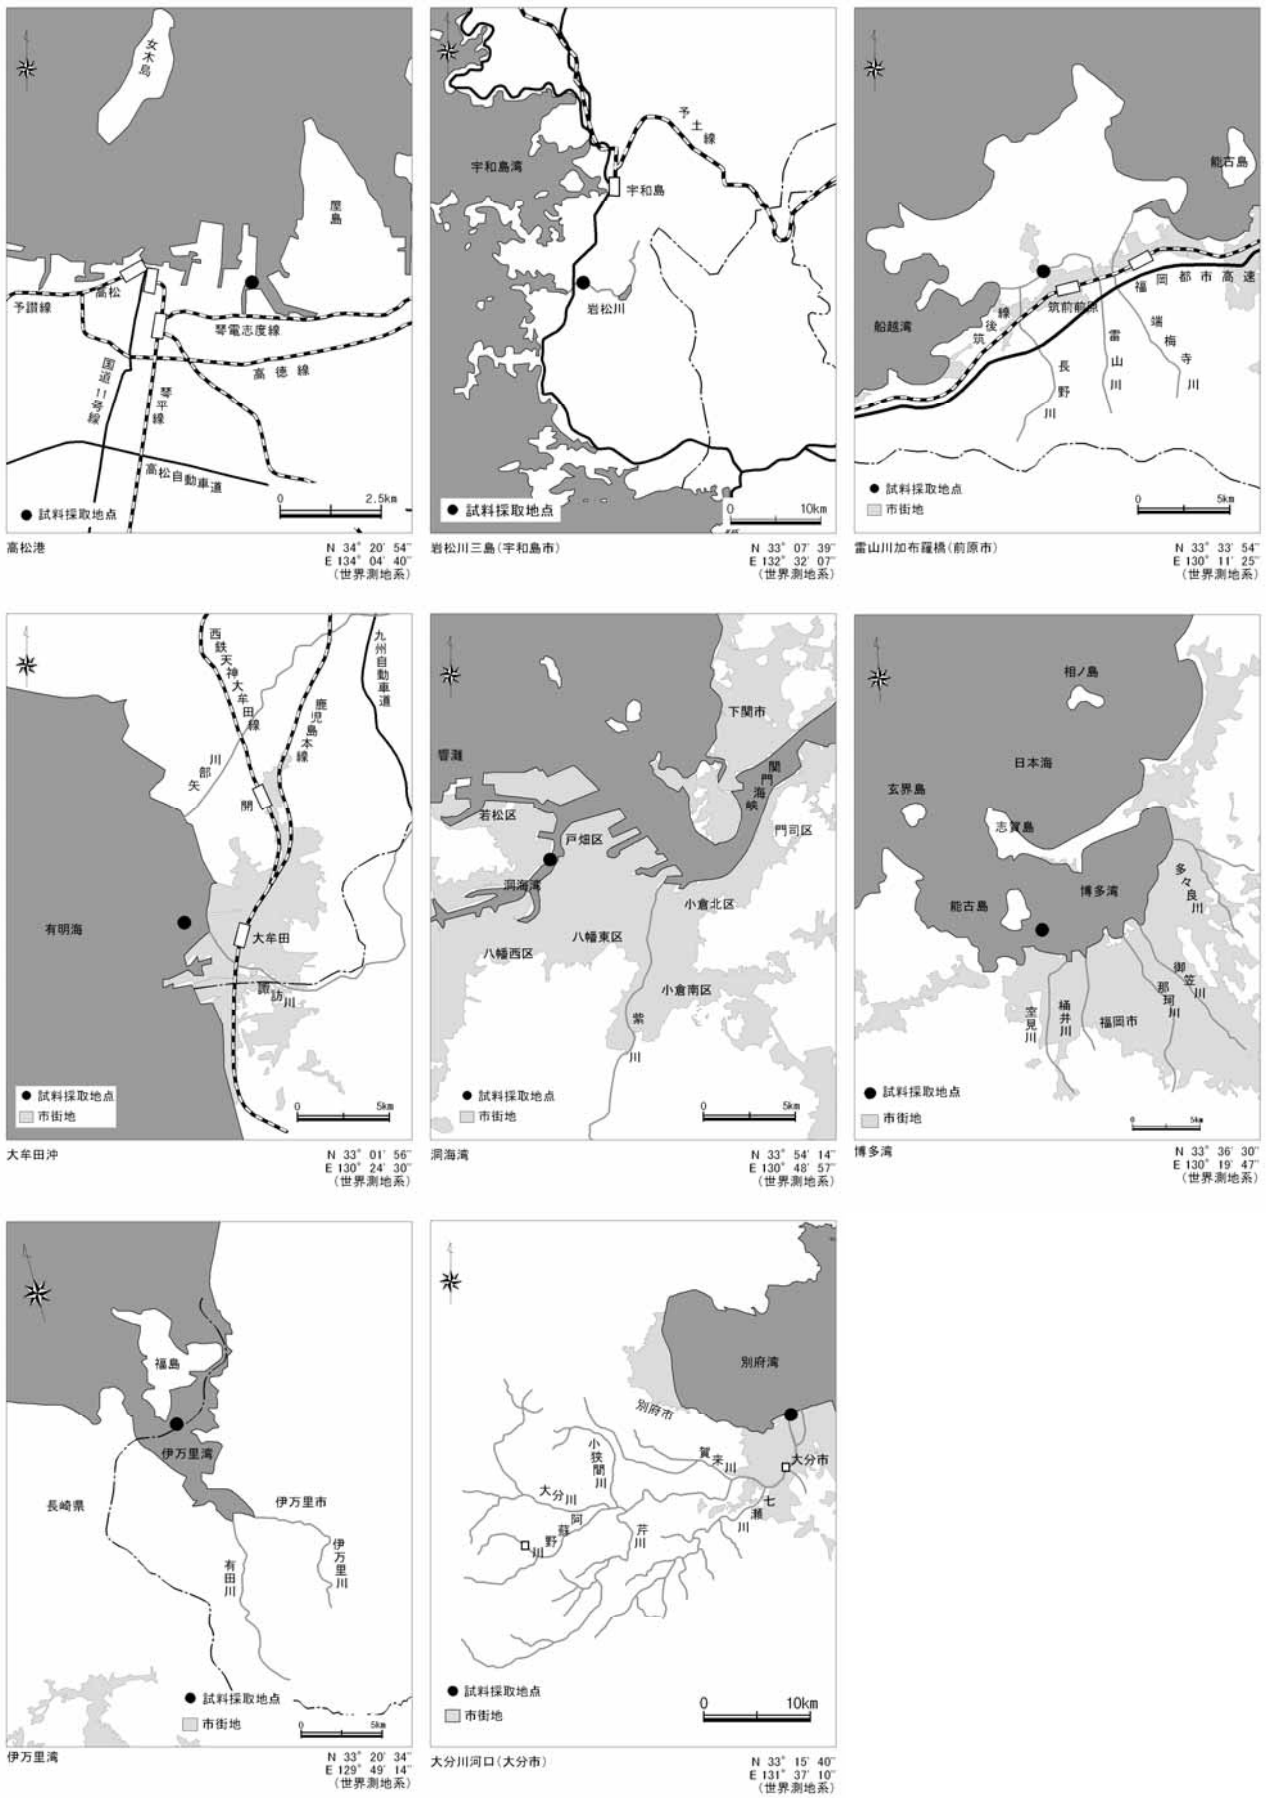 女木島
屋島
高松
予讃線
琴電志度線
高徳線
国道11号線
琴平線
高松自動車道
0 2.5km
● 試料採取地点
高松港
N 34° 20′ 54″
E 134° 04′ 40″
(世界測地系)
予土線
宇和島湾
宇和島
岩松川
● 試料採取地点
0 10km
岩松川三島(宇和島市)
N 33° 07′ 39″
E 132° 32′ 07″
(世界測地系)
能古島
福岡都市高速
筑前前原
船越湾
筑後線
長野川
雷山川
端梅寺川
● 試料採取地点
市街地
0 5km
雷山川加布羅橋(前原市)
N 33° 33′ 54″
E 130° 11′ 25″
(世界測地系)
西鉄天神大牟田線
九州自動車道
鹿児島本線
矢部川
開
有明海
大牟田
諏訪川
● 試料採取地点
市街地
0 5km
大牟田沖
N 33° 01′ 56″
E 130° 24′ 30″
(世界測地系)
下関市
響灘
関門海峡
若松区
戸畑区
門司区
洞海湾
小倉北区
八幡東区
八幡西区
小倉南区
紫川
● 試料採取地点
市街地
0 5km
洞海湾
N 33° 54′ 14″
E 130° 48′ 57″
(世界測地系)
相ノ島
日本海
玄界島
志賀島
多々良川
博多湾
能古島
御笠川
那珂川
室見川
樋井川
福岡市
● 試料採取地点
市街地
0 5km
博多湾
N 33° 36′ 30″
E 130° 19′ 47″
(世界測地系)
福島
伊万里湾
長崎県
伊万里市
伊万里川
有田川
● 試料採取地点
市街地
0 5km
伊万里湾
N 33° 20′ 34″
E 129° 49′ 14″
(世界測地系)
別府湾
別府市
小狭間川
賀来川
大分市
大分川
七瀬川
阿蘇野川
芹川
● 試料採取地点
市街地
0 10km
大分川河口(大分市)
N 33° 15′ 40″
E 131° 37′ 10″
(世界測地系)